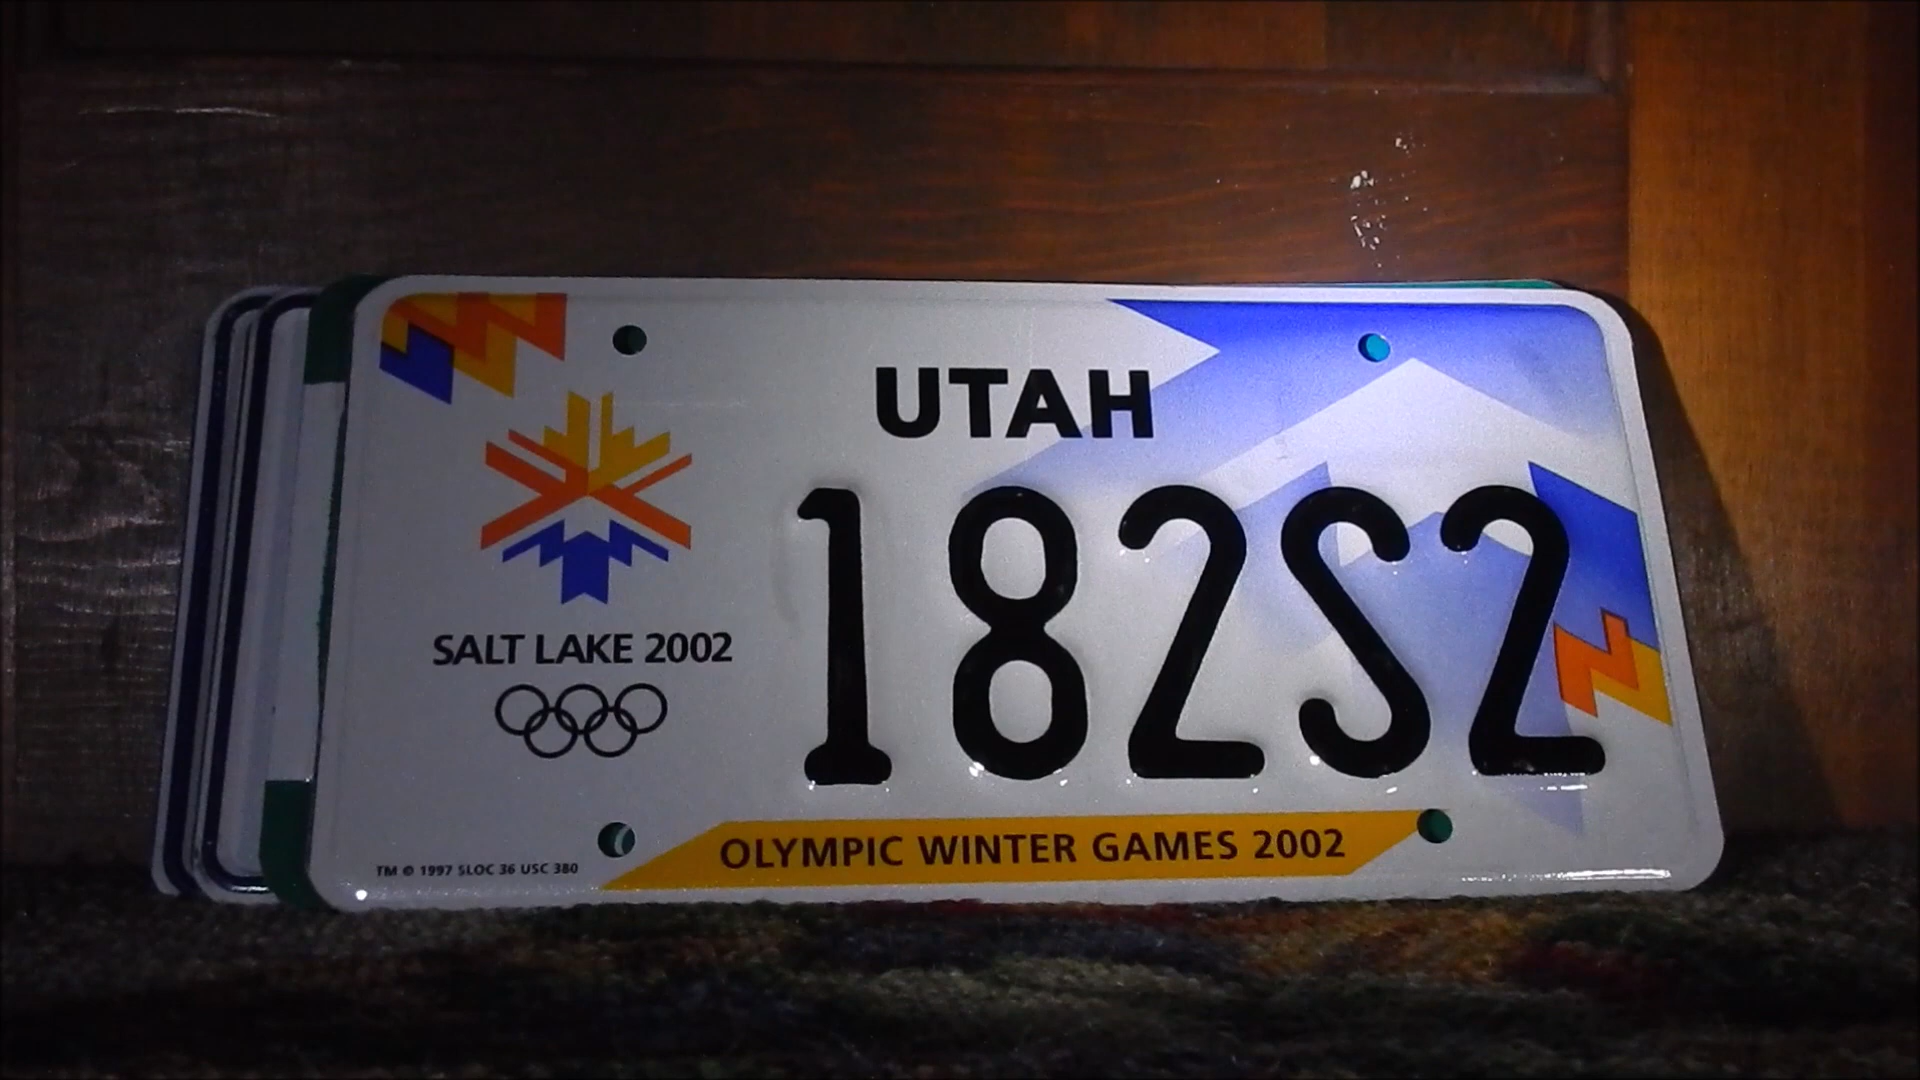 UTAH
182S2
SALT LAKE 2002
OLYMPIC WINTER GAMES 2002
TM © 1997 SLOC 36 USC 380